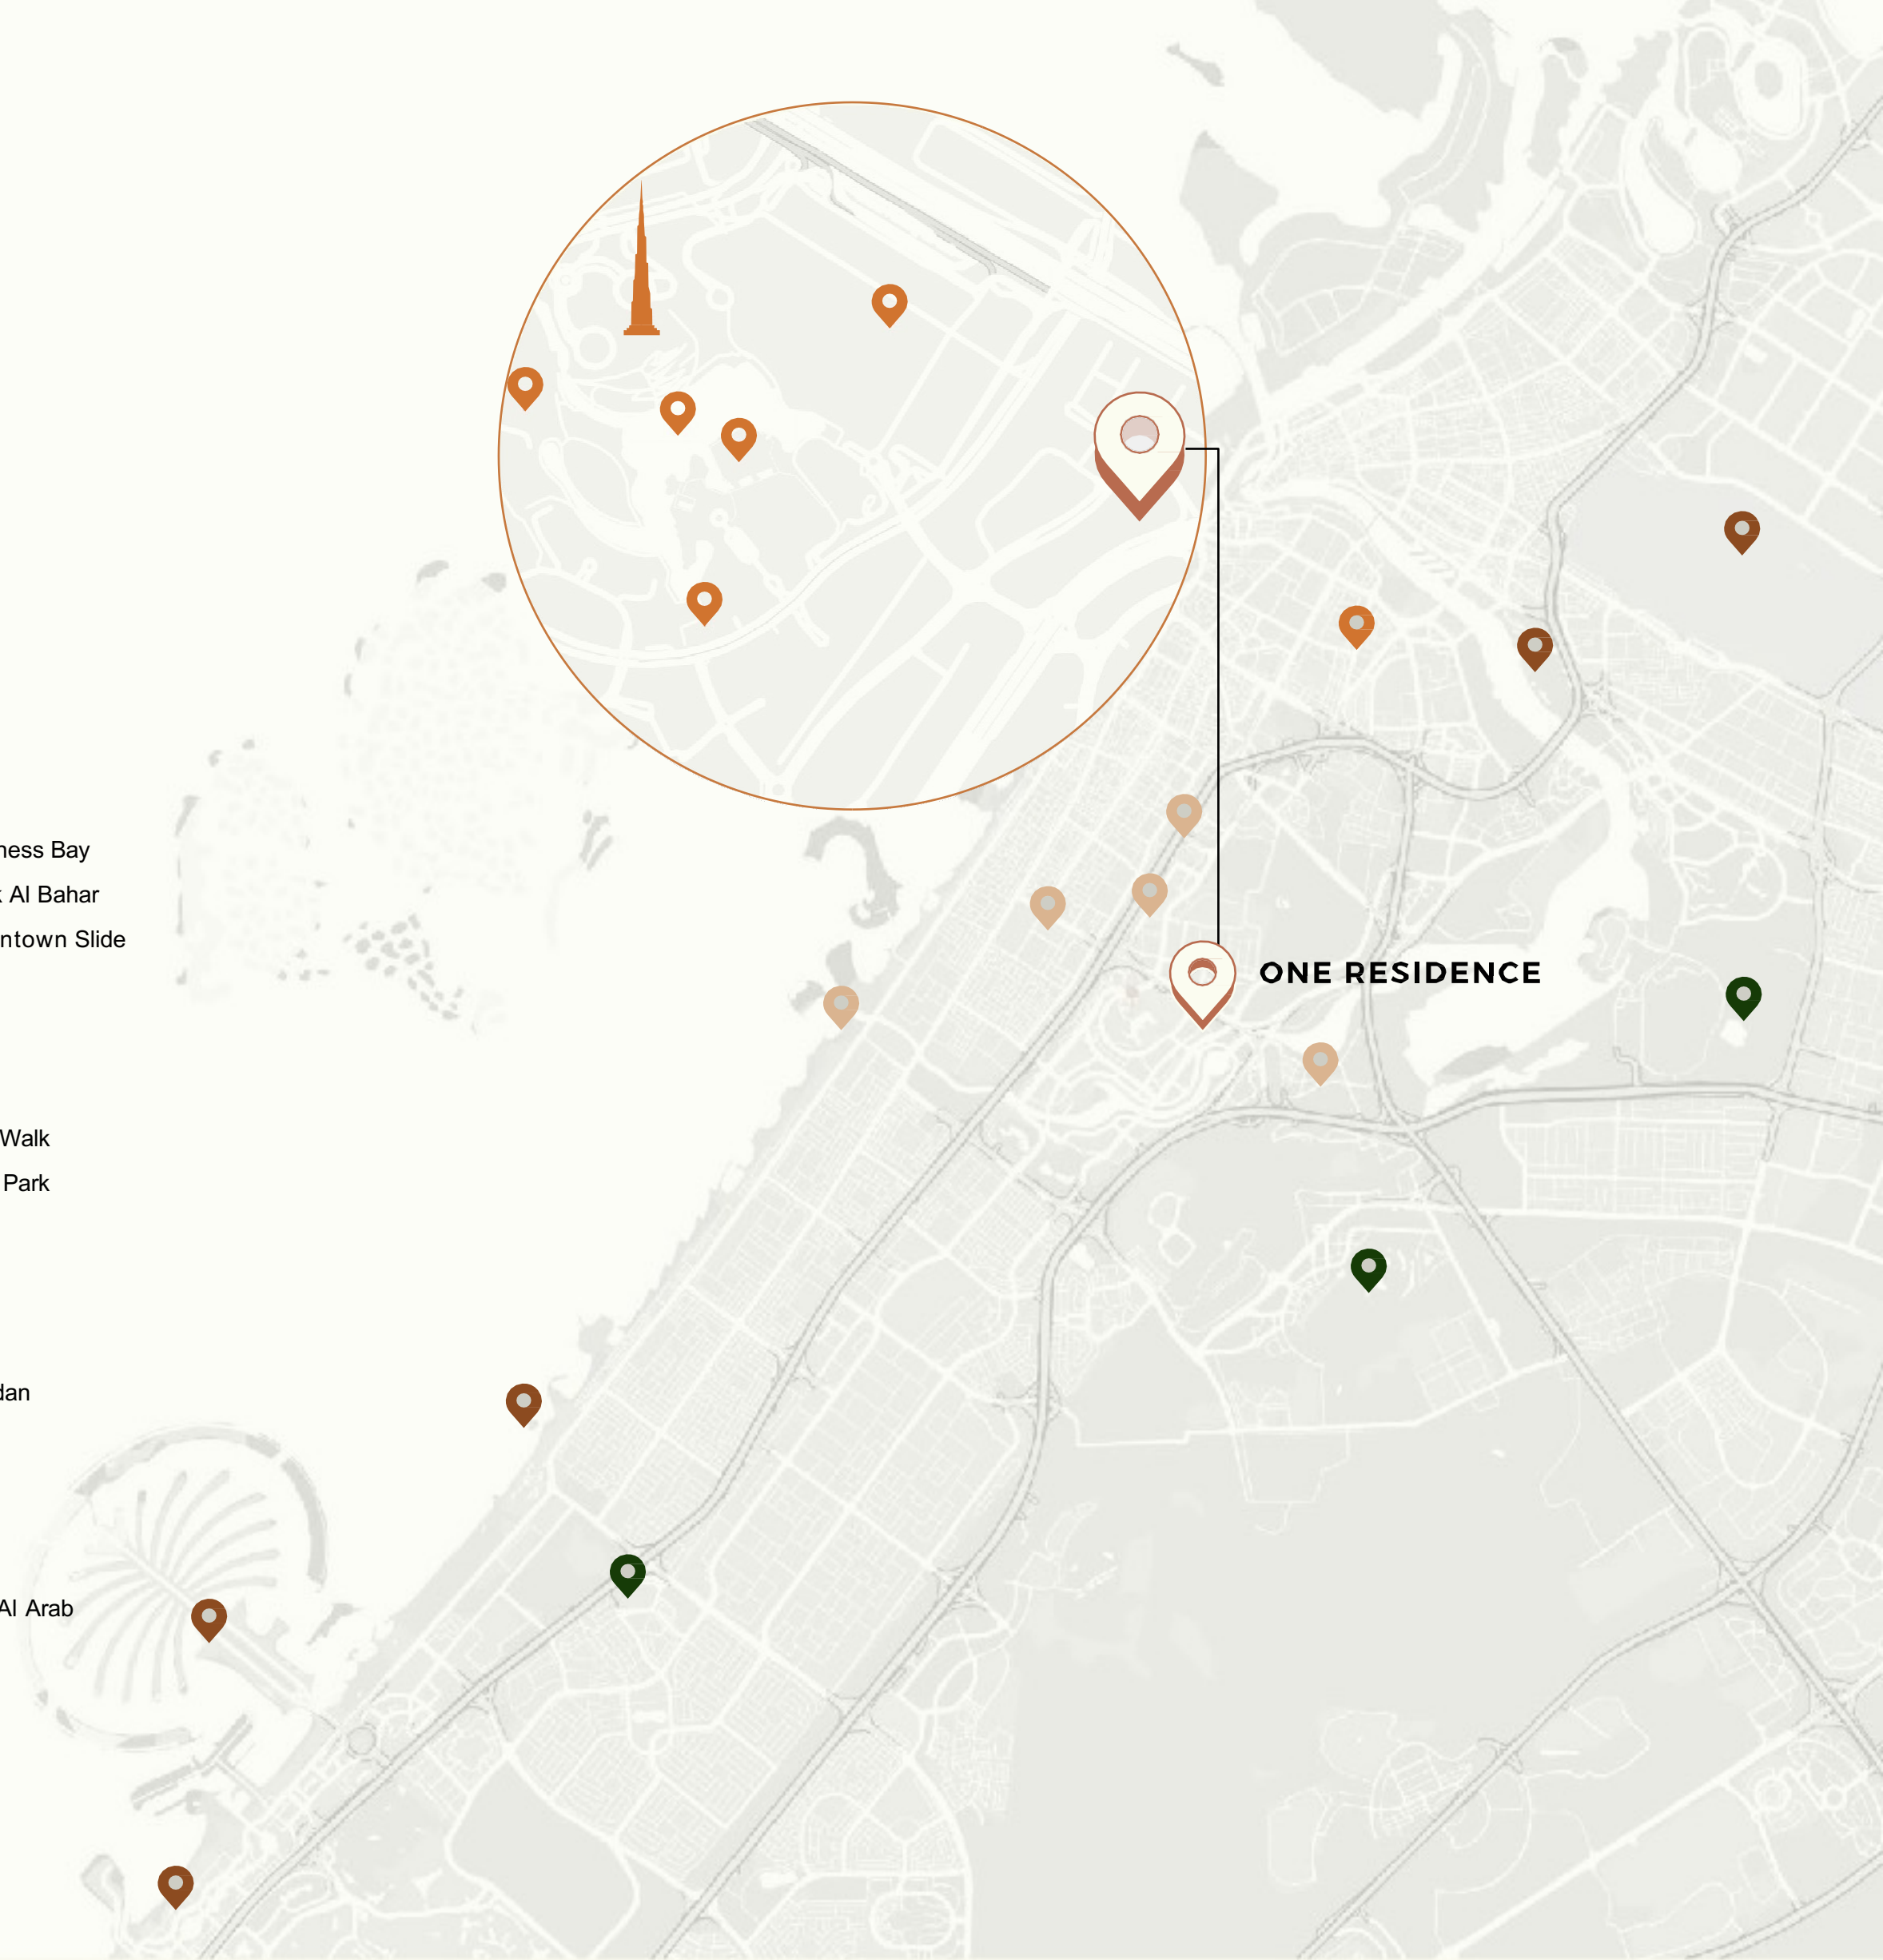 ness Bay
Al Bahar
ntown Slide
ONE RESIDENCE
Walk
Park
dan
Al Arab